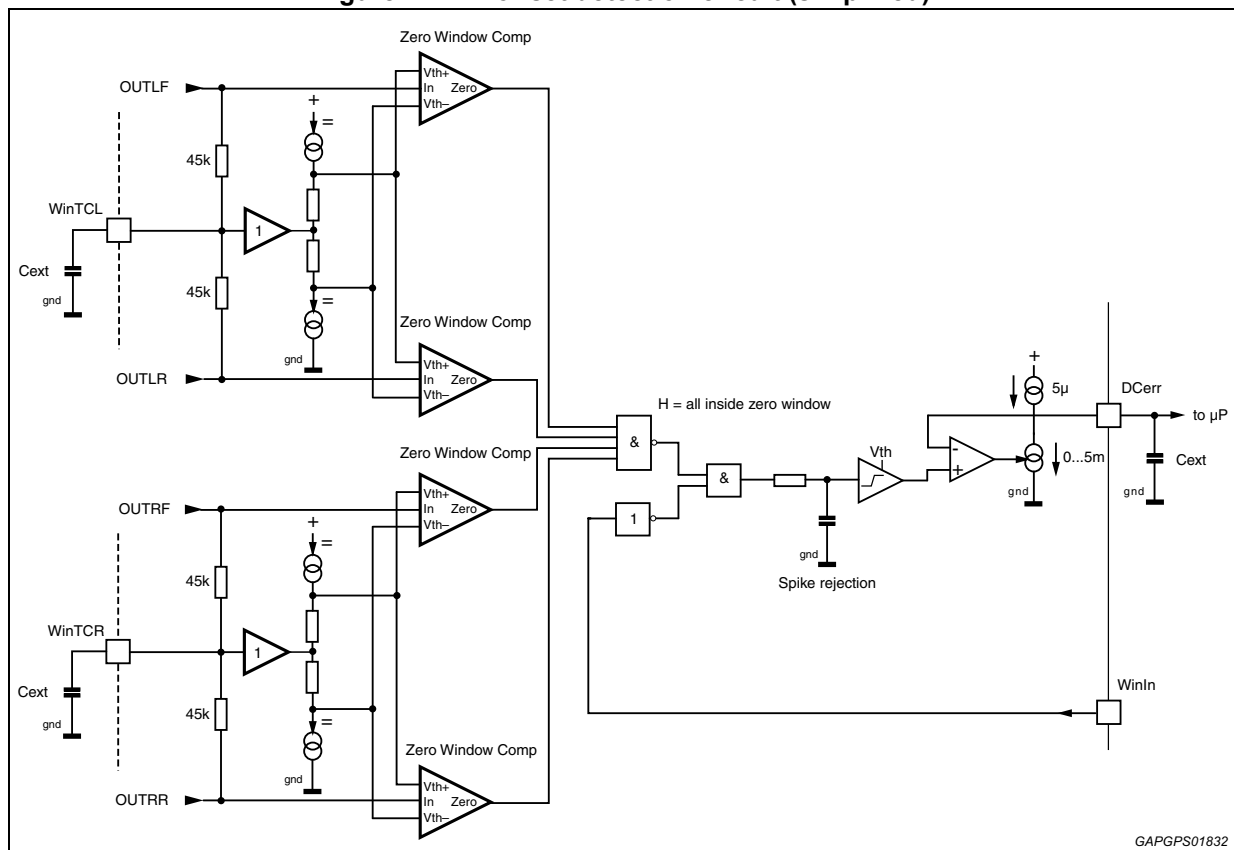 Zero Window Comp
OUTLF
Vth+
In Zero
Vth–
+
=
45k
WinTCL
1
Cext
gnd
45k
=
gnd
Zero Window Comp
Vth+
In Zero
Vth–
OUTLR
H = all inside zero window
&
Zero Window Comp
OUTRF
Vth+
In Zero
Vth–
+
=
45k
WinTCR
1
Cext
gnd
45k
=
gnd
Zero Window Comp
Vth+
In Zero
Vth–
OUTRR
&
1
gnd
Spike rejection
Vth
-
+
+
5µ
0...5m
gnd
DCerr
to µP
Cext
gnd
WinIn
GAPGPS01832